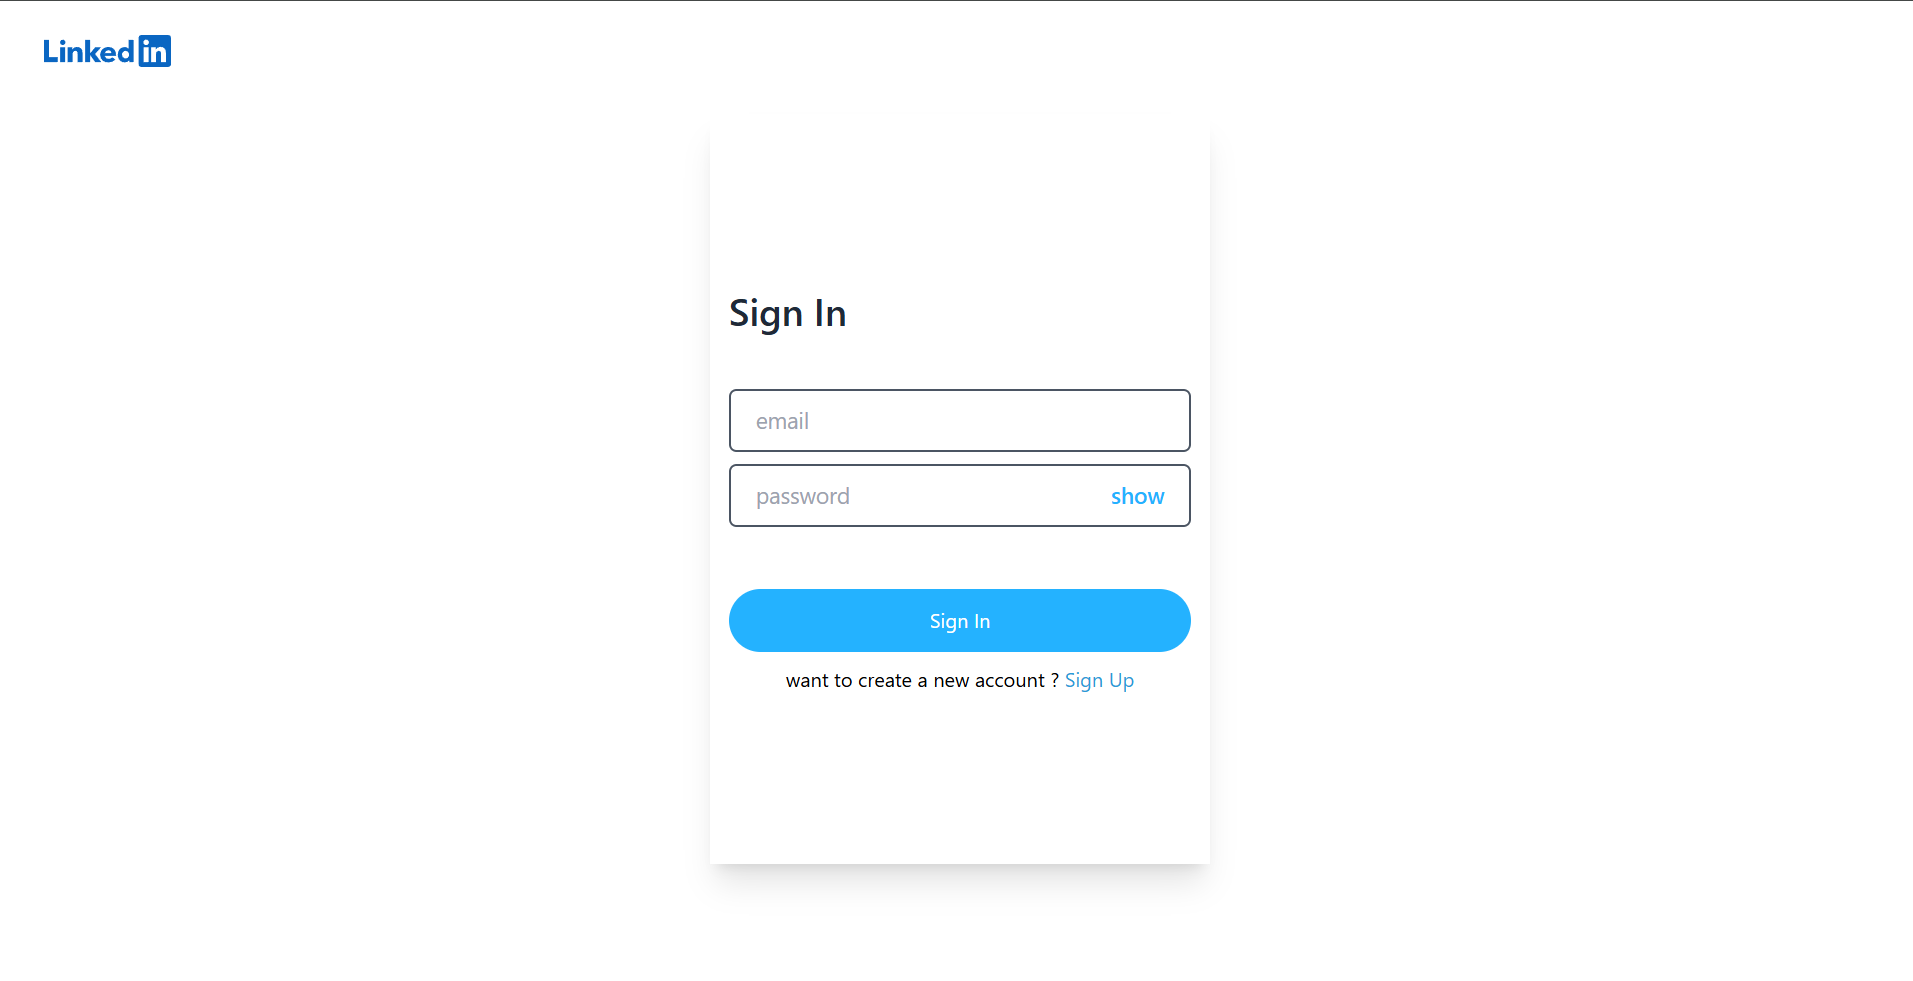 Linkedin
Sign In
email
password show
Sign In
want to create a new account ? Sign Up